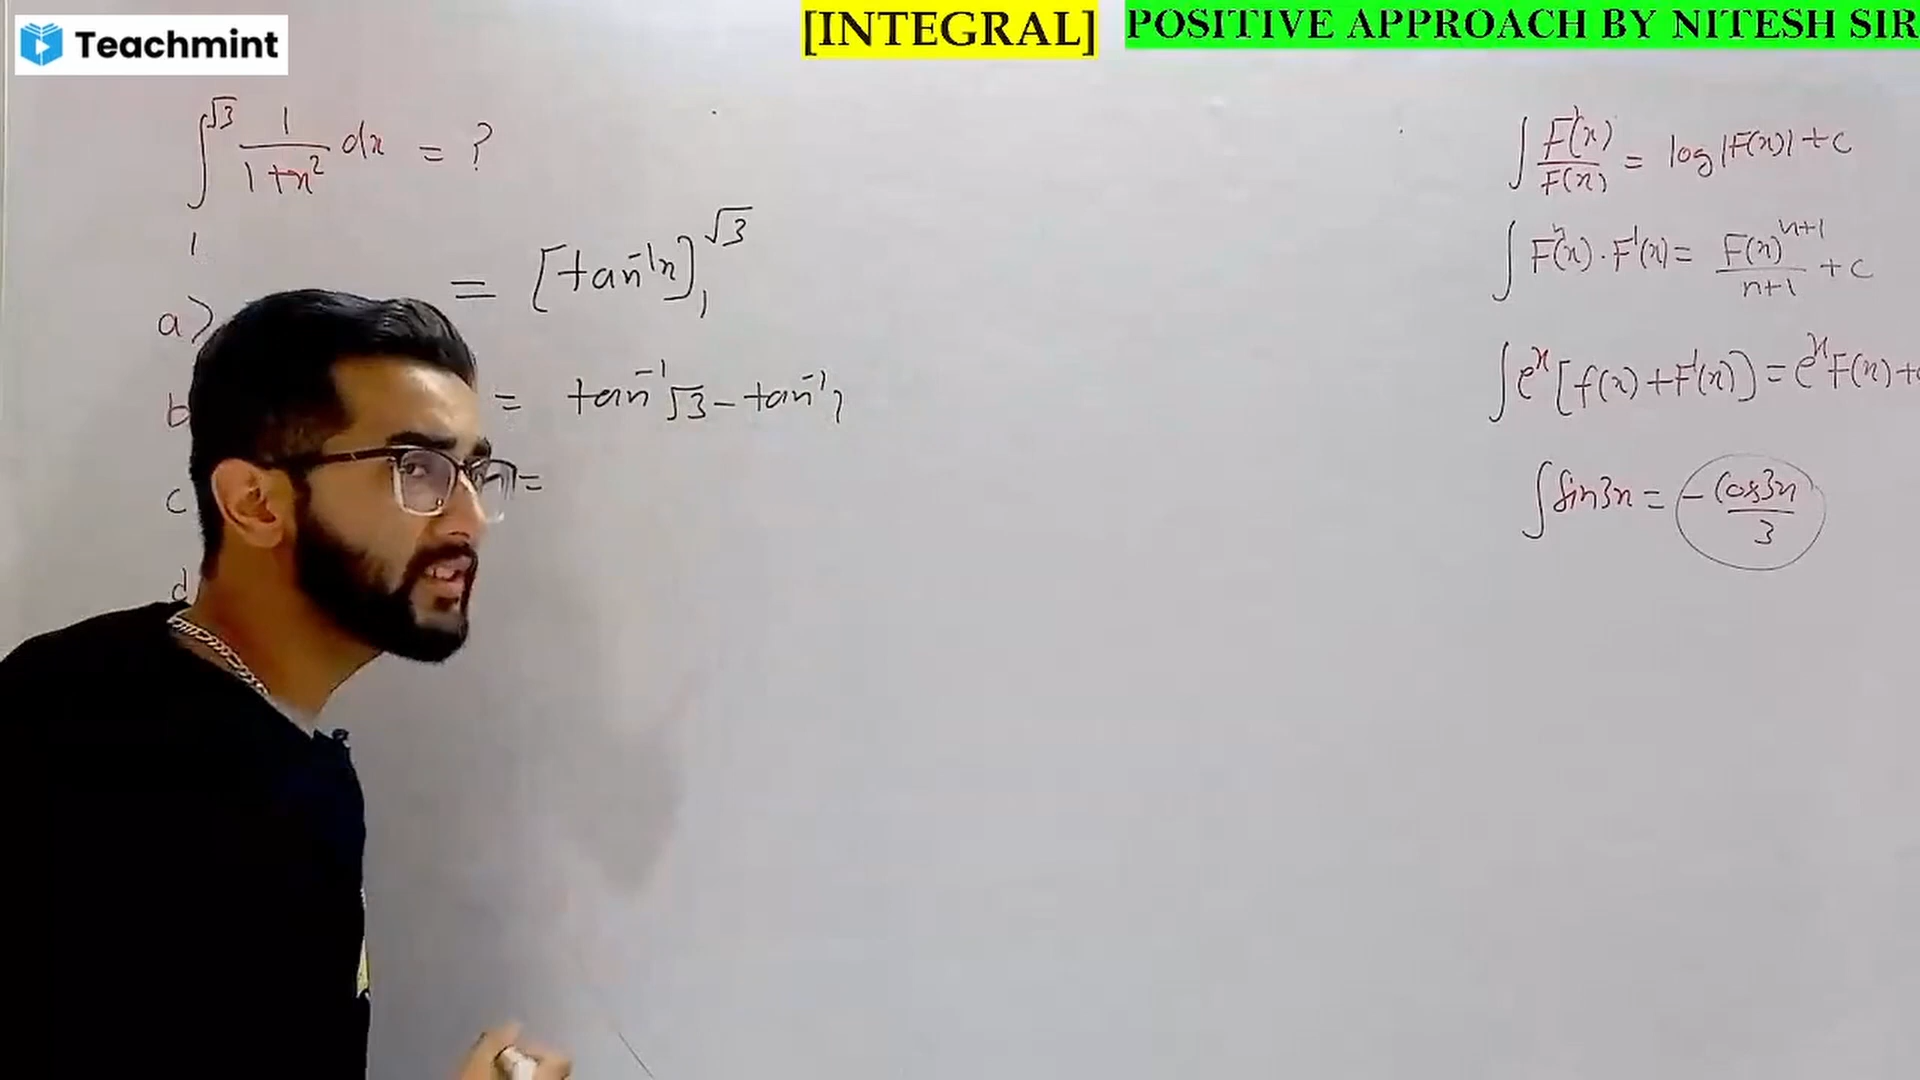 Teachmint
[INTEGRAL]
POSITIVE APPROACH BY NITESH SIR
∫₁^√3 1/(1+x²) dx = ?
= [tan⁻¹x]₁^√3
= tan⁻¹√3 - tan⁻¹1
=
a)
b
c
d
∫ F'(x)/F(x) = log|F(x)| + c
∫ Fⁿ(x)·F'(x) = F(x)ⁿ⁺¹/(n+1) + c
∫ eˣ[f(x)+F'(x)] = eˣF(x)+c
∫ sin3x = -cos3x/3